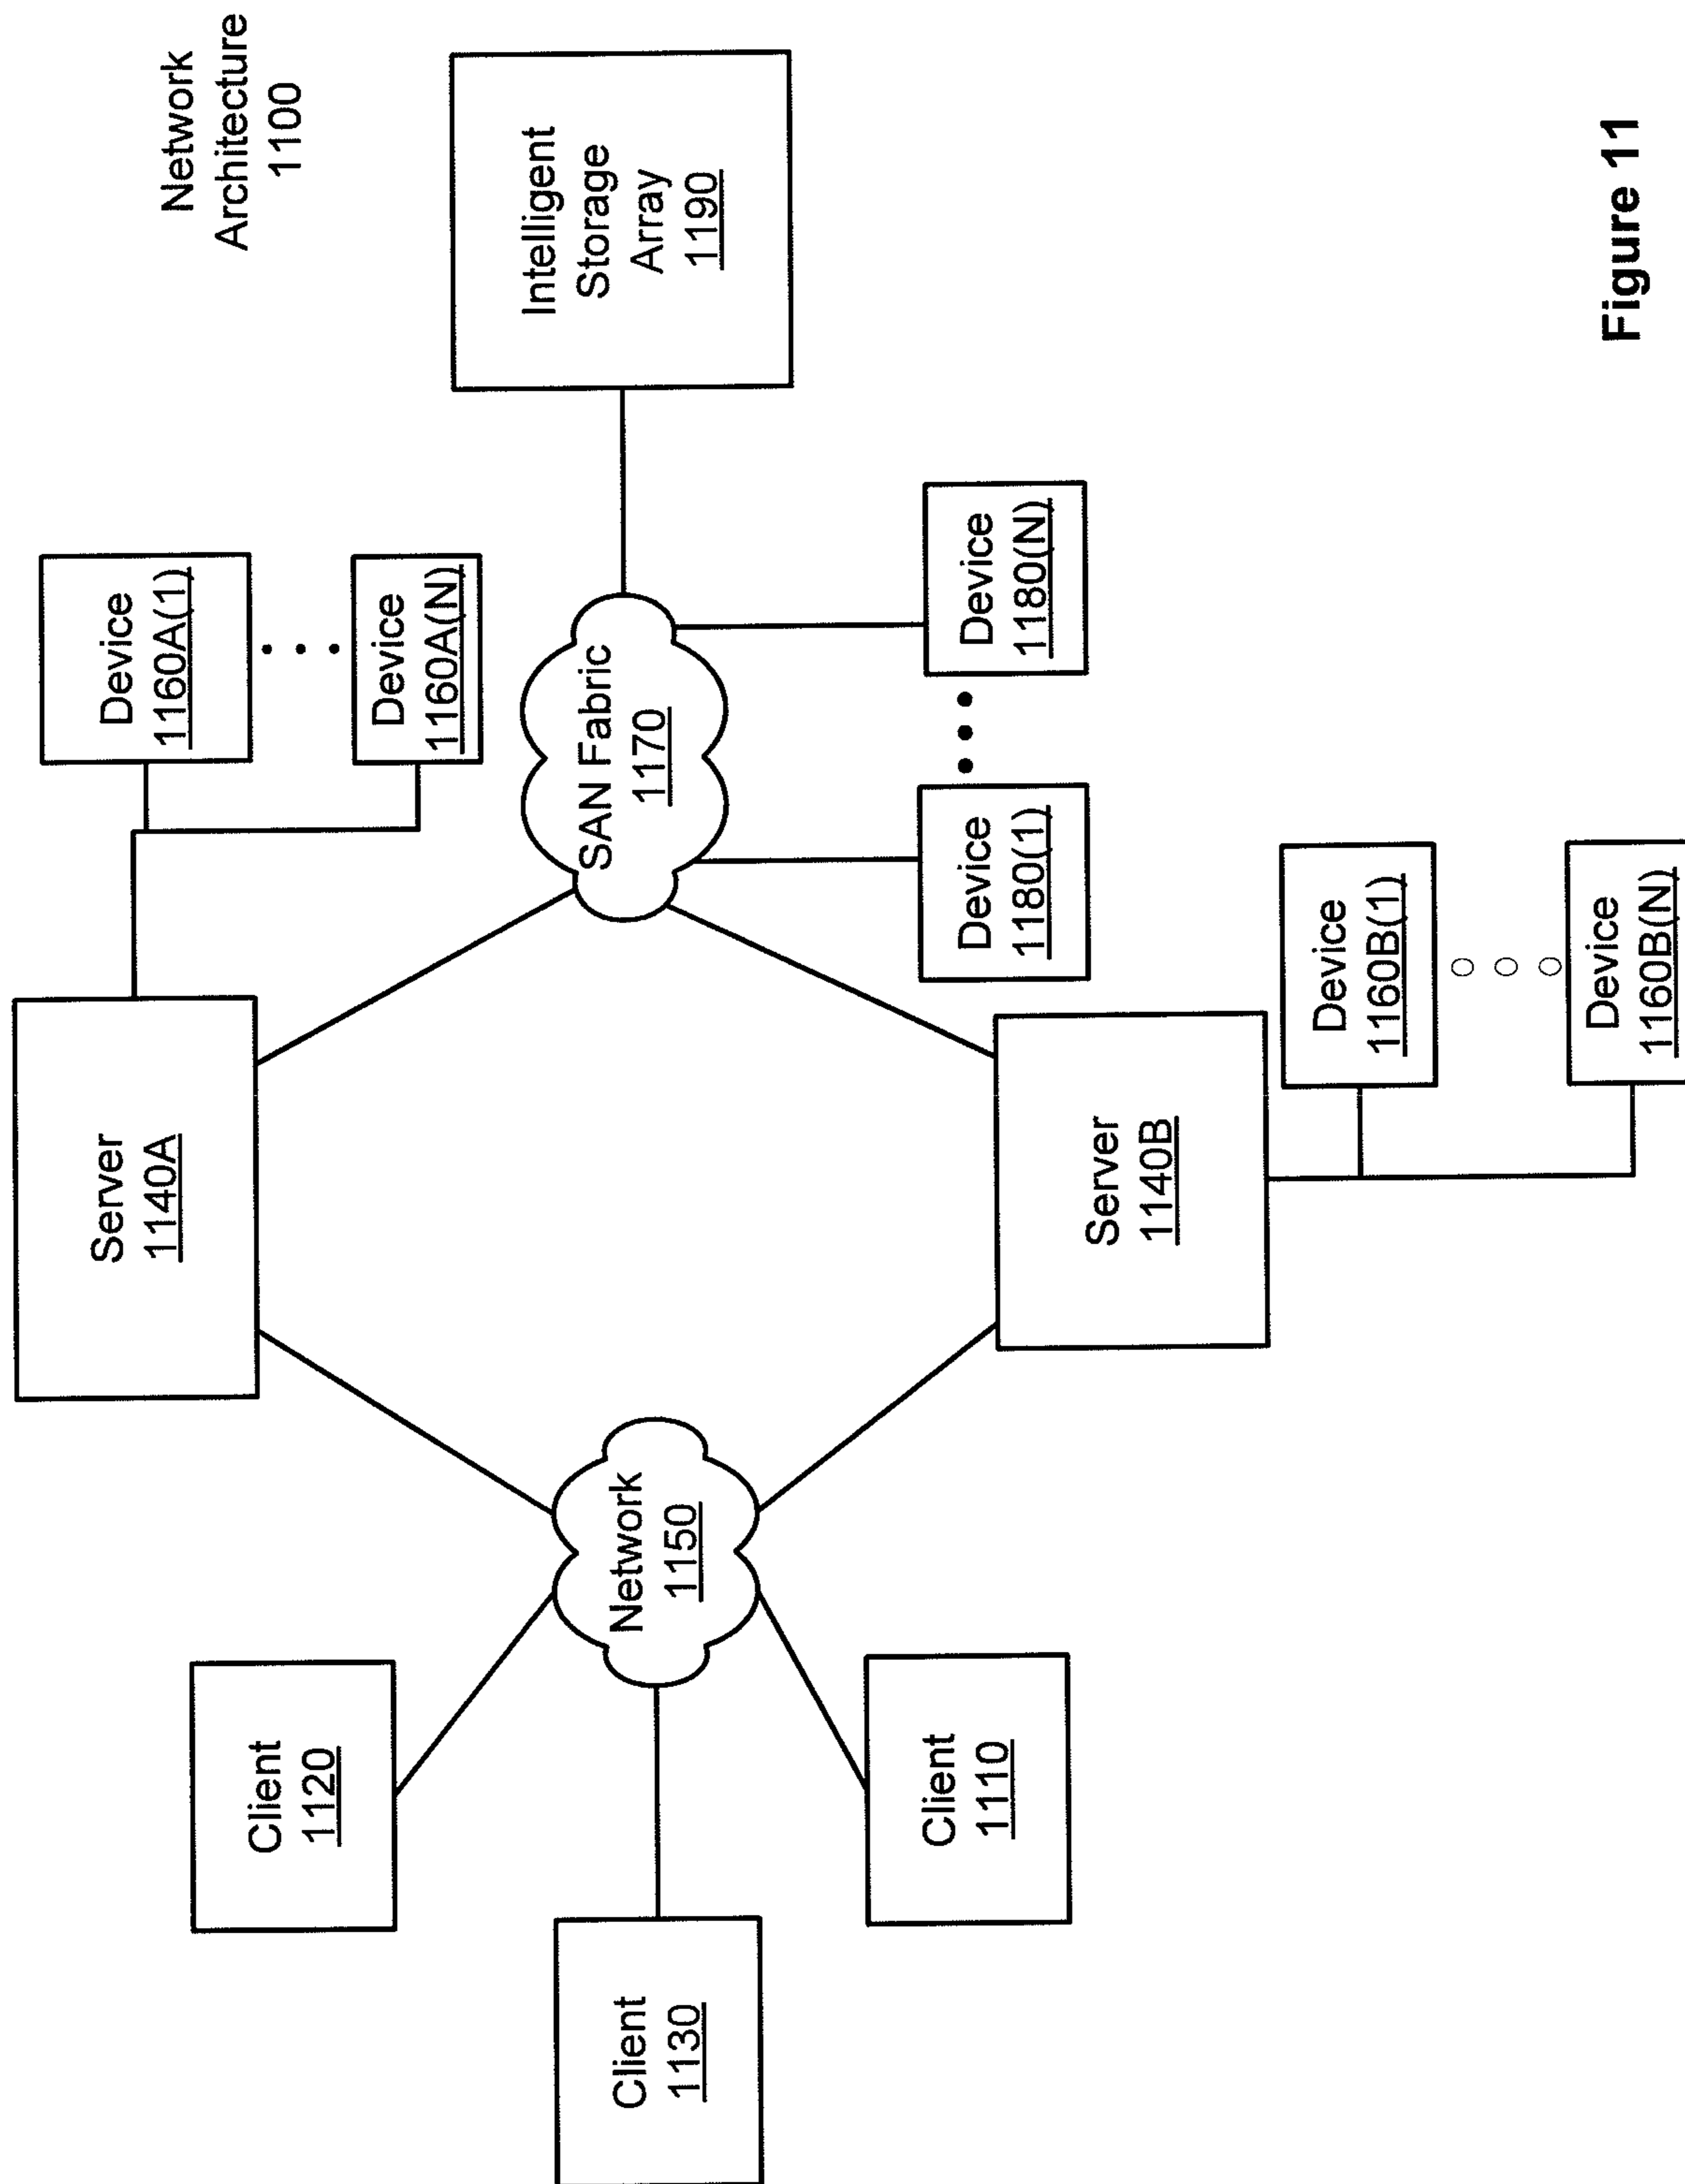 Network
Architecture
1100
Device
1160A(1)
Device
1160A(N)
Server
1140A
Client
1120
Client
1130
Network
1150
SAN Fabric
1170
Intelligent
Storage
Array
1190
Client
1110
Server
1140B
Device
1180(1)
Device
1180(N)
Device
1160B(1)
Device
1160B(N)
Figure 11